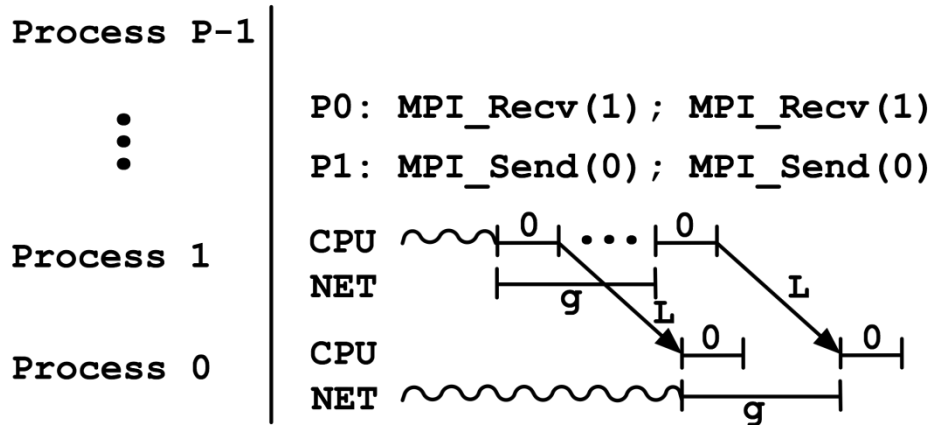 Process P-1
P0: MPI_Recv(1); MPI_Recv(1)
P1: MPI_Send(0); MPI_Send(0)
Process 1
CPU 0 ••• 0
NET g L L
Process 0
CPU 0 0
NET g